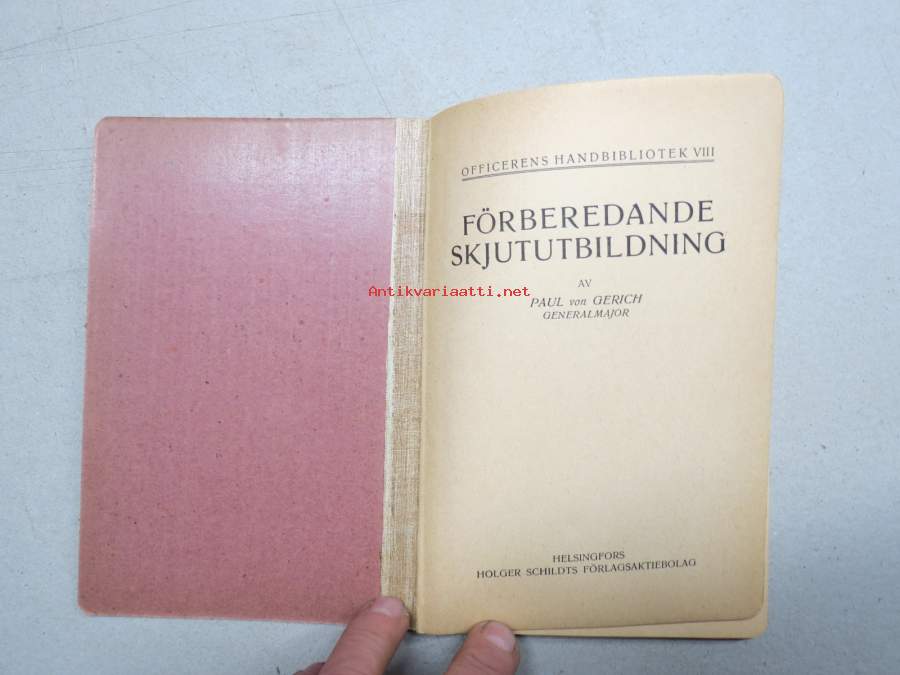 OFFICERENS HANDBIBLIOTEK VIII
FÖRBEREDANDE
SKJUTUTBILDNING
AV
PAUL von GERICH
GENERALMAJOR
Antikvariaatti.net
HELSINGFORS
HOLGER SCHILDTS FÖRLAGSAKTIEBOLAG